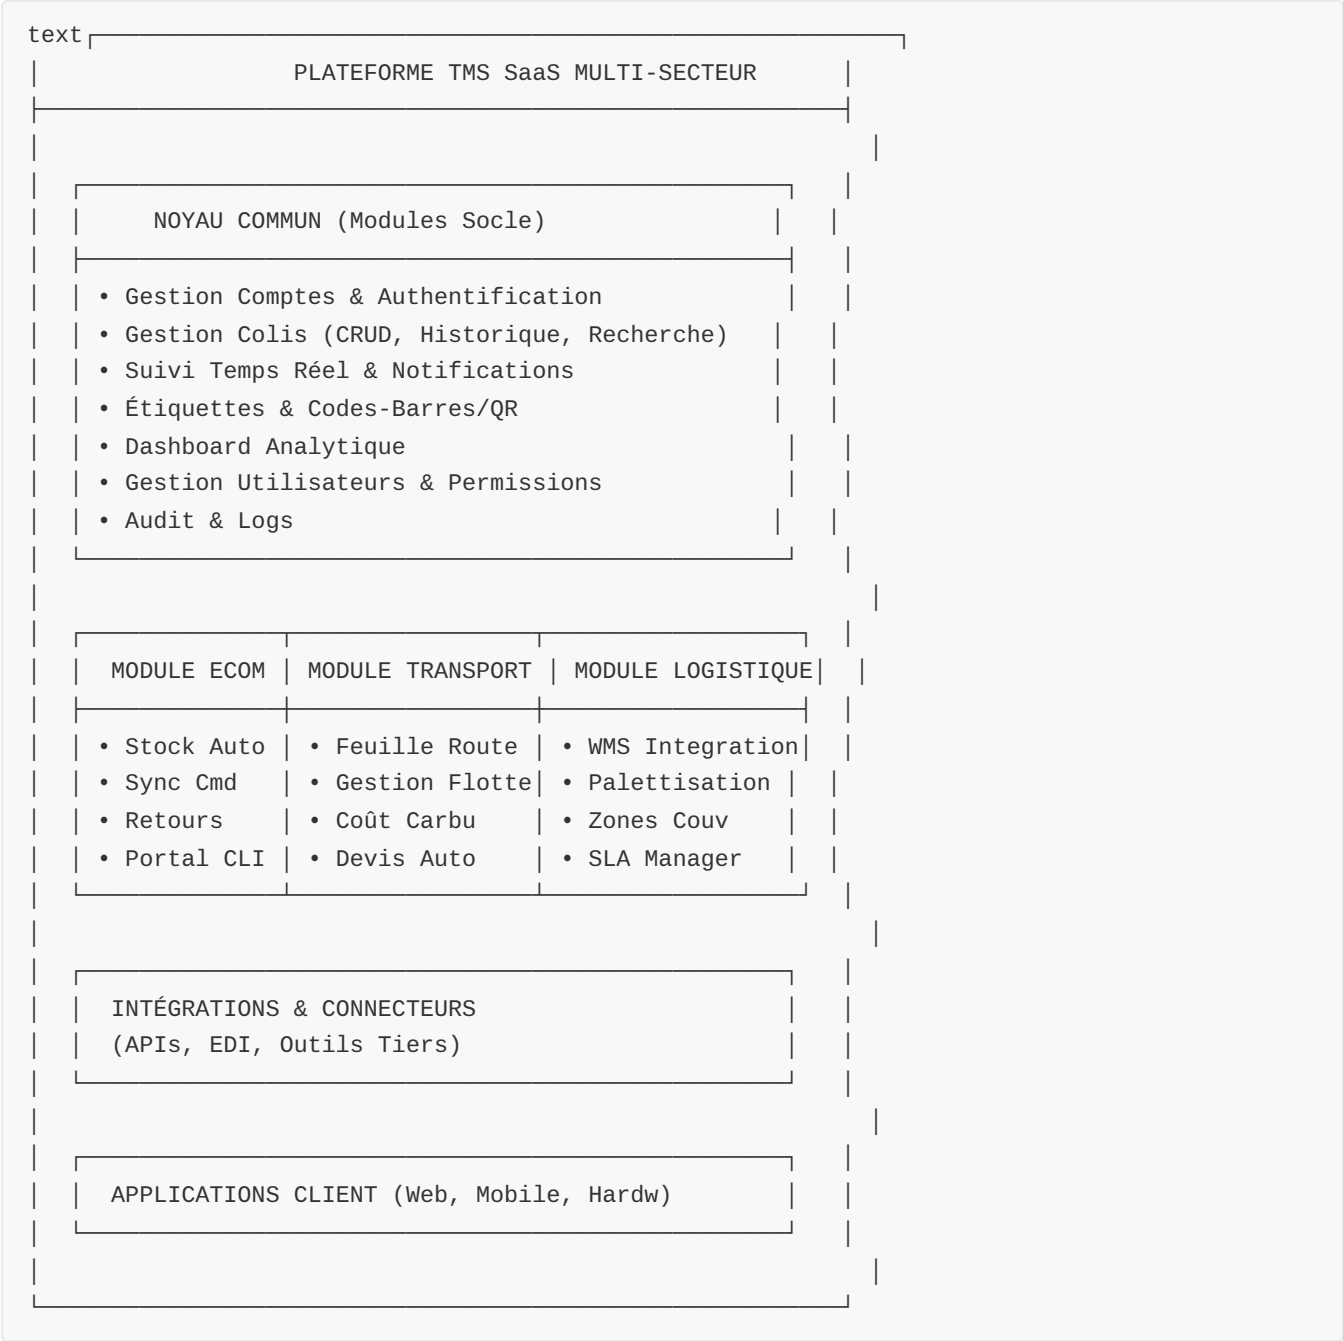 text
PLATEFORME TMS SaaS MULTI-SECTEUR
NOYAU COMMUN (Modules Socle)
• Gestion Comptes & Authentification
• Gestion Colis (CRUD, Historique, Recherche)
• Suivi Temps Réel & Notifications
• Étiquettes & Codes-Barres/QR
• Dashboard Analytique
• Gestion Utilisateurs & Permissions
• Audit & Logs
MODULE ECOM │ MODULE TRANSPORT │ MODULE LOGISTIQUE│
• Stock Auto │ • Feuille Route │ • WMS Integration│
• Sync Cmd │ • Gestion Flotte│ • Palettisation │
• Retours │ • Coût Carbu │ • Zones Couv │
• Portal CLI │ • Devis Auto │ • SLA Manager │
INTÉGRATIONS & CONNECTEURS
(APIs, EDI, Outils Tiers)
APPLICATIONS CLIENT (Web, Mobile, Hardw)